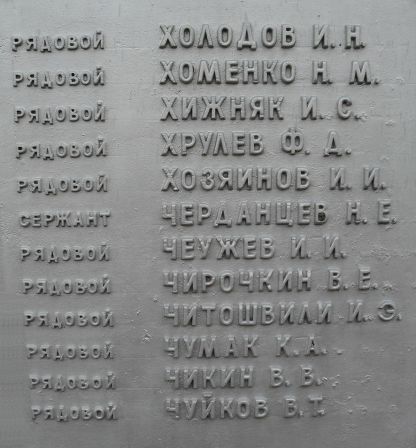 РЯДОВОЙ ХОЛОДОВ И. Н.
РЯДОВОЙ ХОМЕНКО Н. М.
РЯДОВОЙ ХИЖНЯК И. С.
РЯДОВОЙ ХРУЛЕВ Ф. Д.
РЯДОВОЙ ХОЗЯИНОВ И. И.
СЕРЖАНТ ЧЕРДАНЦЕВ Н. Е.
РЯДОВОЙ ЧЕУЖЕВ И. И.
РЯДОВОЙ ЧИРОЧКИН В. Е.
РЯДОВОЙ ЧИТОШВИЛИ И. Э.
РЯДОВОЙ ЧУМАК К. А.
РЯДОВОЙ ЧИКИН В. В.
РЯДОВОЙ ЧУЙКОВ В. Т.